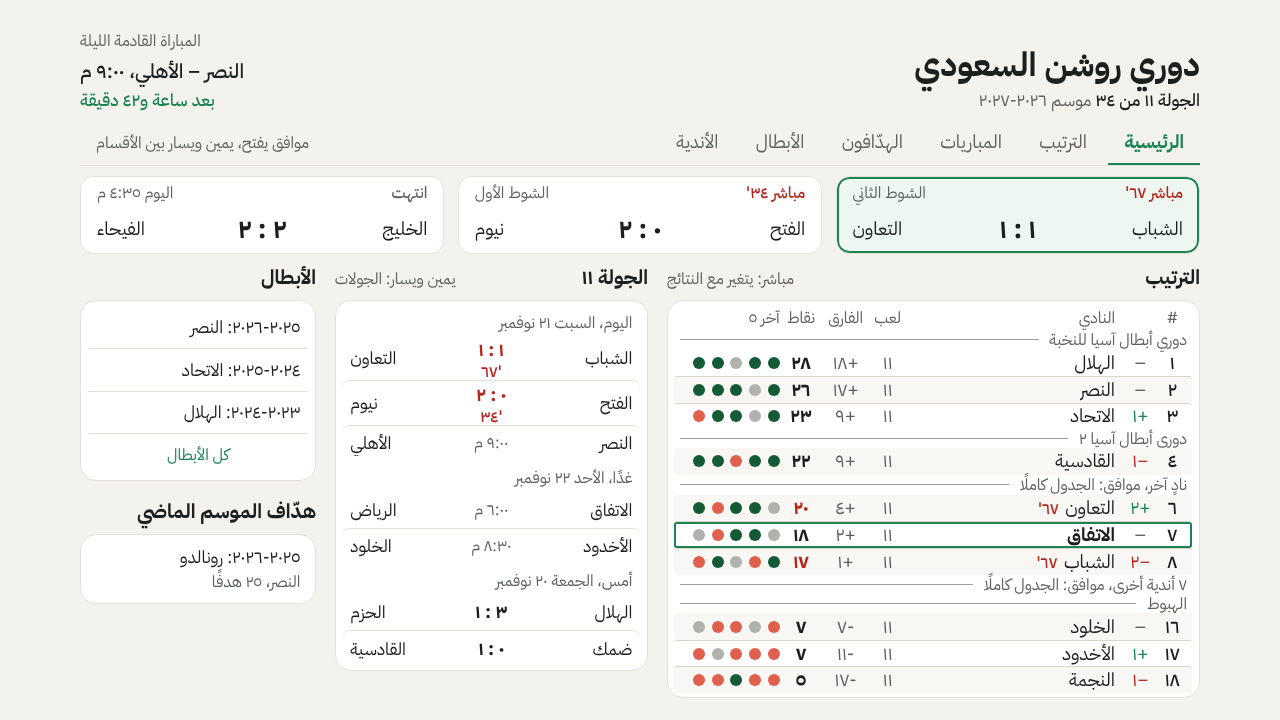 دوري روشن السعودي
الجولة ١١ من ٣٤ موسم ٢٠٢٦-٢٠٢٧
المباراة القادمة الليلة
النصر – الأهلي، ٩:٠٠ م
بعد ساعة و٤٢ دقيقة
الرئيسية الترتيب المباريات الهدّافون الأبطال الأندية
موافق يفتح، يمين ويسار بين الأقسام
مباشر ٦٧' الشوط الثاني
الشباب ١ : ١ التعاون
مباشر ٣٤' الشوط الأول
الفتح ٠ : ٢ نيوم
انتهت اليوم ٤:٣٥ م
الخليج ٢ : ٢ الفيحاء
الترتيب مباشر: يتغير مع النتائج
# النادي لعب الفارق نقاط آخر ٥
دوري أبطال آسيا للنخبة
١ – الهلال ١١ +١٨ ٢٨
٢ – النصر ١١ +١٧ ٢٦
٣ +١ الاتحاد ١١ +٩ ٢٣
دوري أبطال آسيا ٢
٤ −١ القادسية ١١ +٩ ٢٢
نادٍ آخر، موافق: الجدول كاملًا
٦ +٢ التعاون ٦٧' ١١ +٤ ٢٠
٧ – الاتفاق ١١ +٢ ١٨
٨ −٢ الشباب ٦٧' ١١ +١ ١٧
٧ أندية أخرى، موافق: الجدول كاملًا
الهبوط
١٦ – الخلود ١١ -٧ ٧
١٧ +١ الأخدود ١١ -١١ ٧
١٨ −١ النجمة ١١ -١٧ ٥
الجولة ١١ يمين ويسار: الجولات
اليوم، السبت ٢١ نوفمبر
الشباب ١ : ١ التعاون
٦٧'
الفتح ٠ : ٢ نيوم
٣٤'
النصر ٩:٠٠ م الأهلي
غدًا، الأحد ٢٢ نوفمبر
الاتفاق ٦:٠٠ م الرياض
الأخدود ٨:٣٠ م الخلود
أمس، الجمعة ٢٠ نوفمبر
الهلال ٣ : ١ الحزم
ضمك ٠ : ١ القادسية
الأبطال
٢٠٢٥-٢٠٢٦: النصر
٢٠٢٤-٢٠٢٥: الاتحاد
٢٠٢٣-٢٠٢٤: الهلال
كل الأبطال
هدّاف الموسم الماضي
٢٠٢٥-٢٠٢٦: رونالدو
النصر، ٢٥ هدفًا